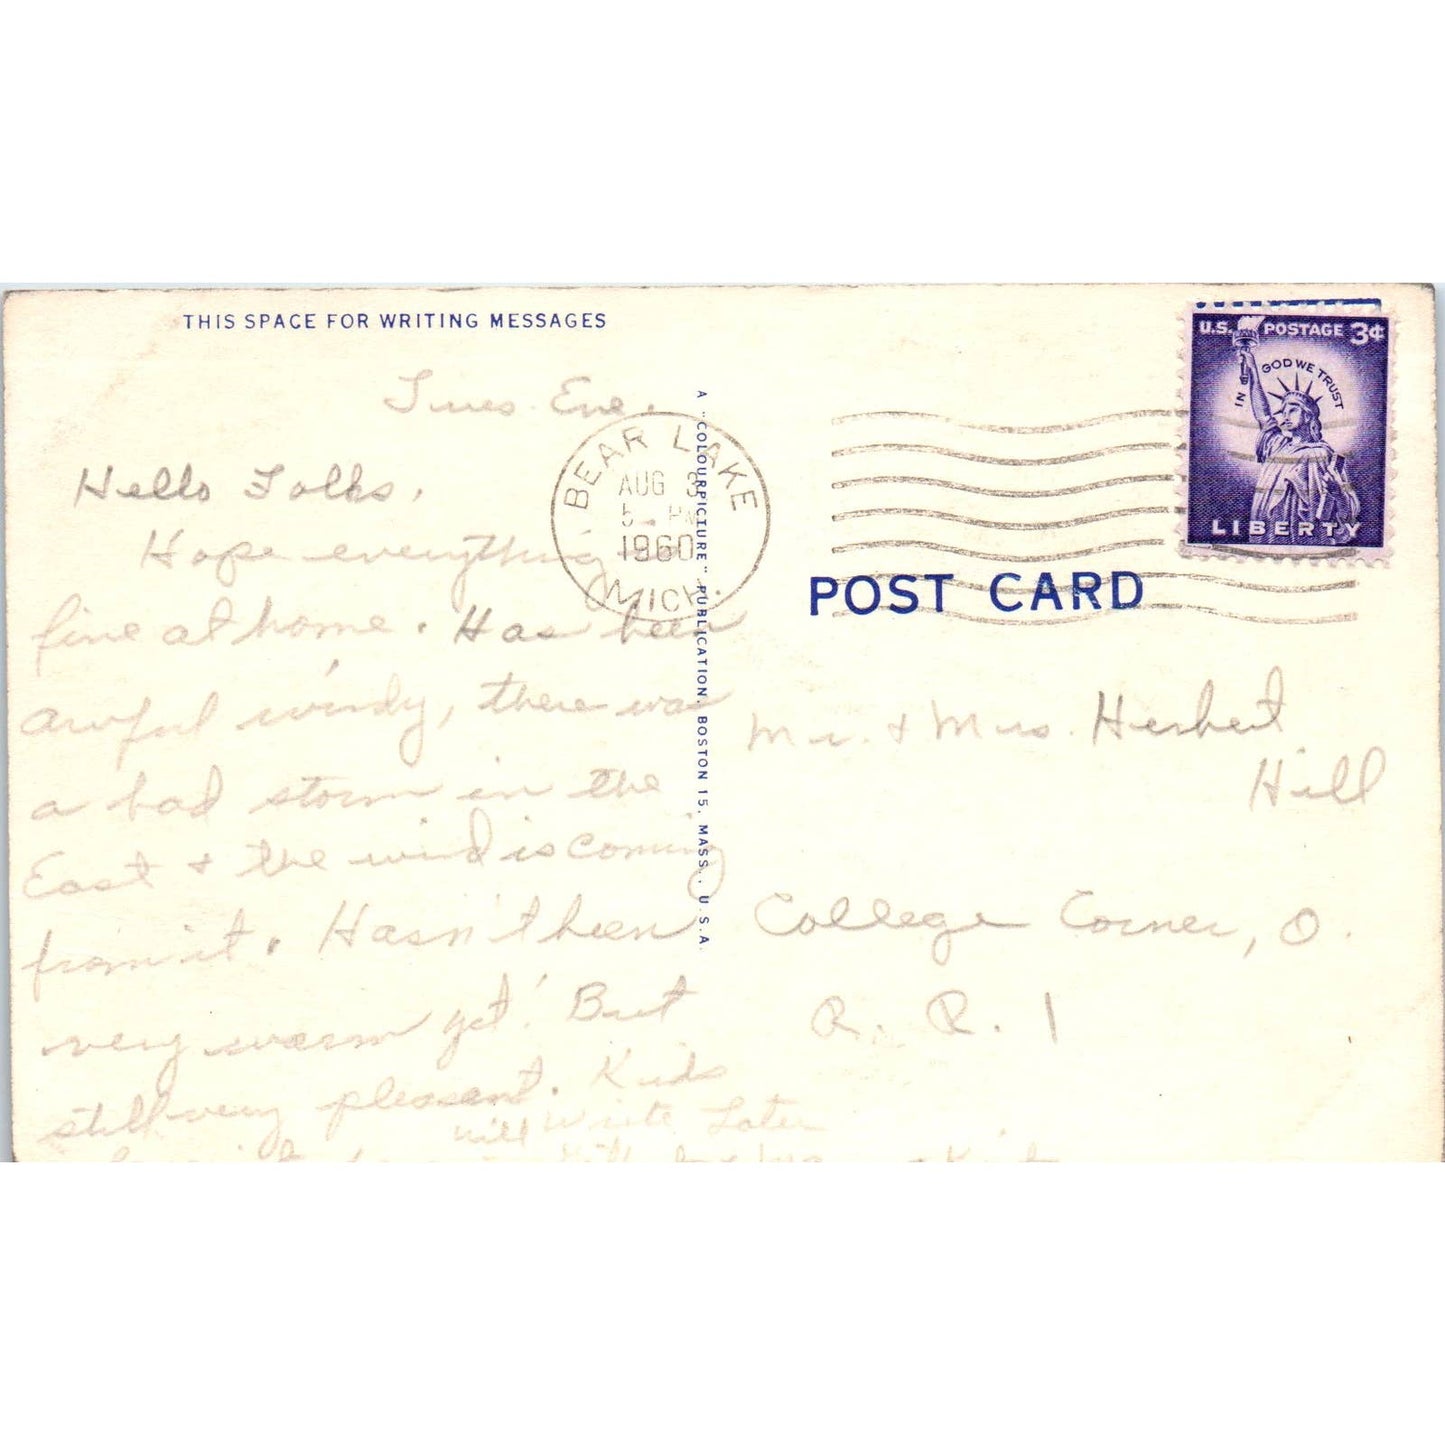 THIS SPACE FOR WRITING MESSAGES
Tues Eve.
Hello Folks,
Hope everything
fine at home. Has been
awful windy, there was
a bad storm in the
East & the wind is coming
from it. Hasn't been
very warm yet. But
still very pleasant. Kids
will Write Later
A "COLOURPICTURE" PUBLICATION, BOSTON 15, MASS., U.S.A.
BEAR LAKE
AUG 3
5 PM
1960
MICH.
U.S. POSTAGE 3¢
IN GOD WE TRUST
LIBERTY
POST CARD
Mr. & Mrs. Herbert
Hill
College Corner, O.
R. R. 1